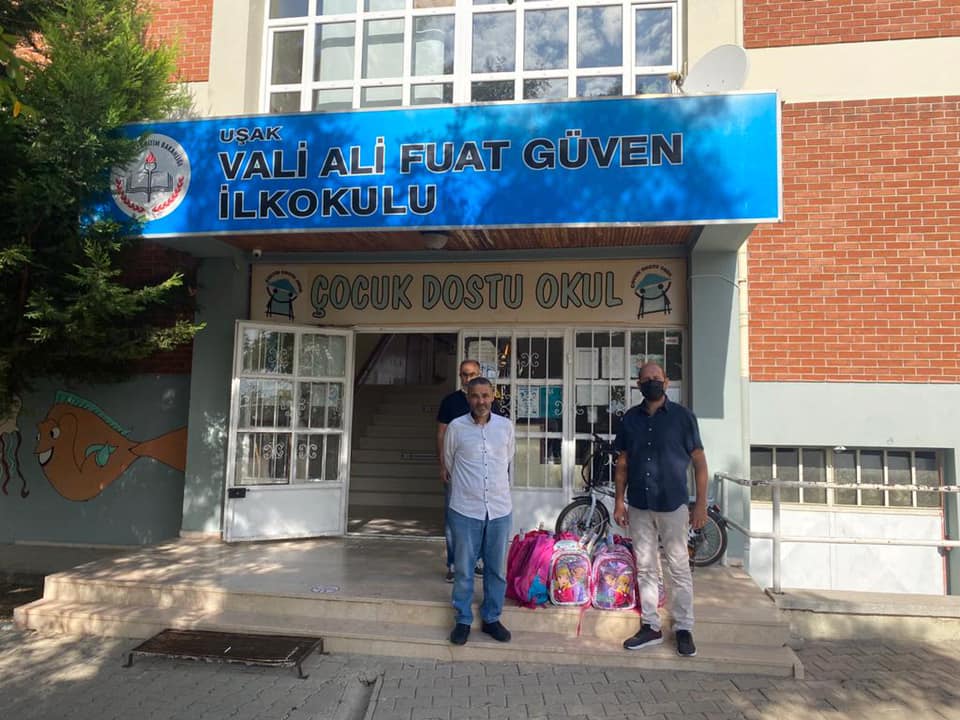 UŞAK
VALİ ALİ FUAT GÜVEN
İLKOKULU
ÇOCUK DOSTU OKUL